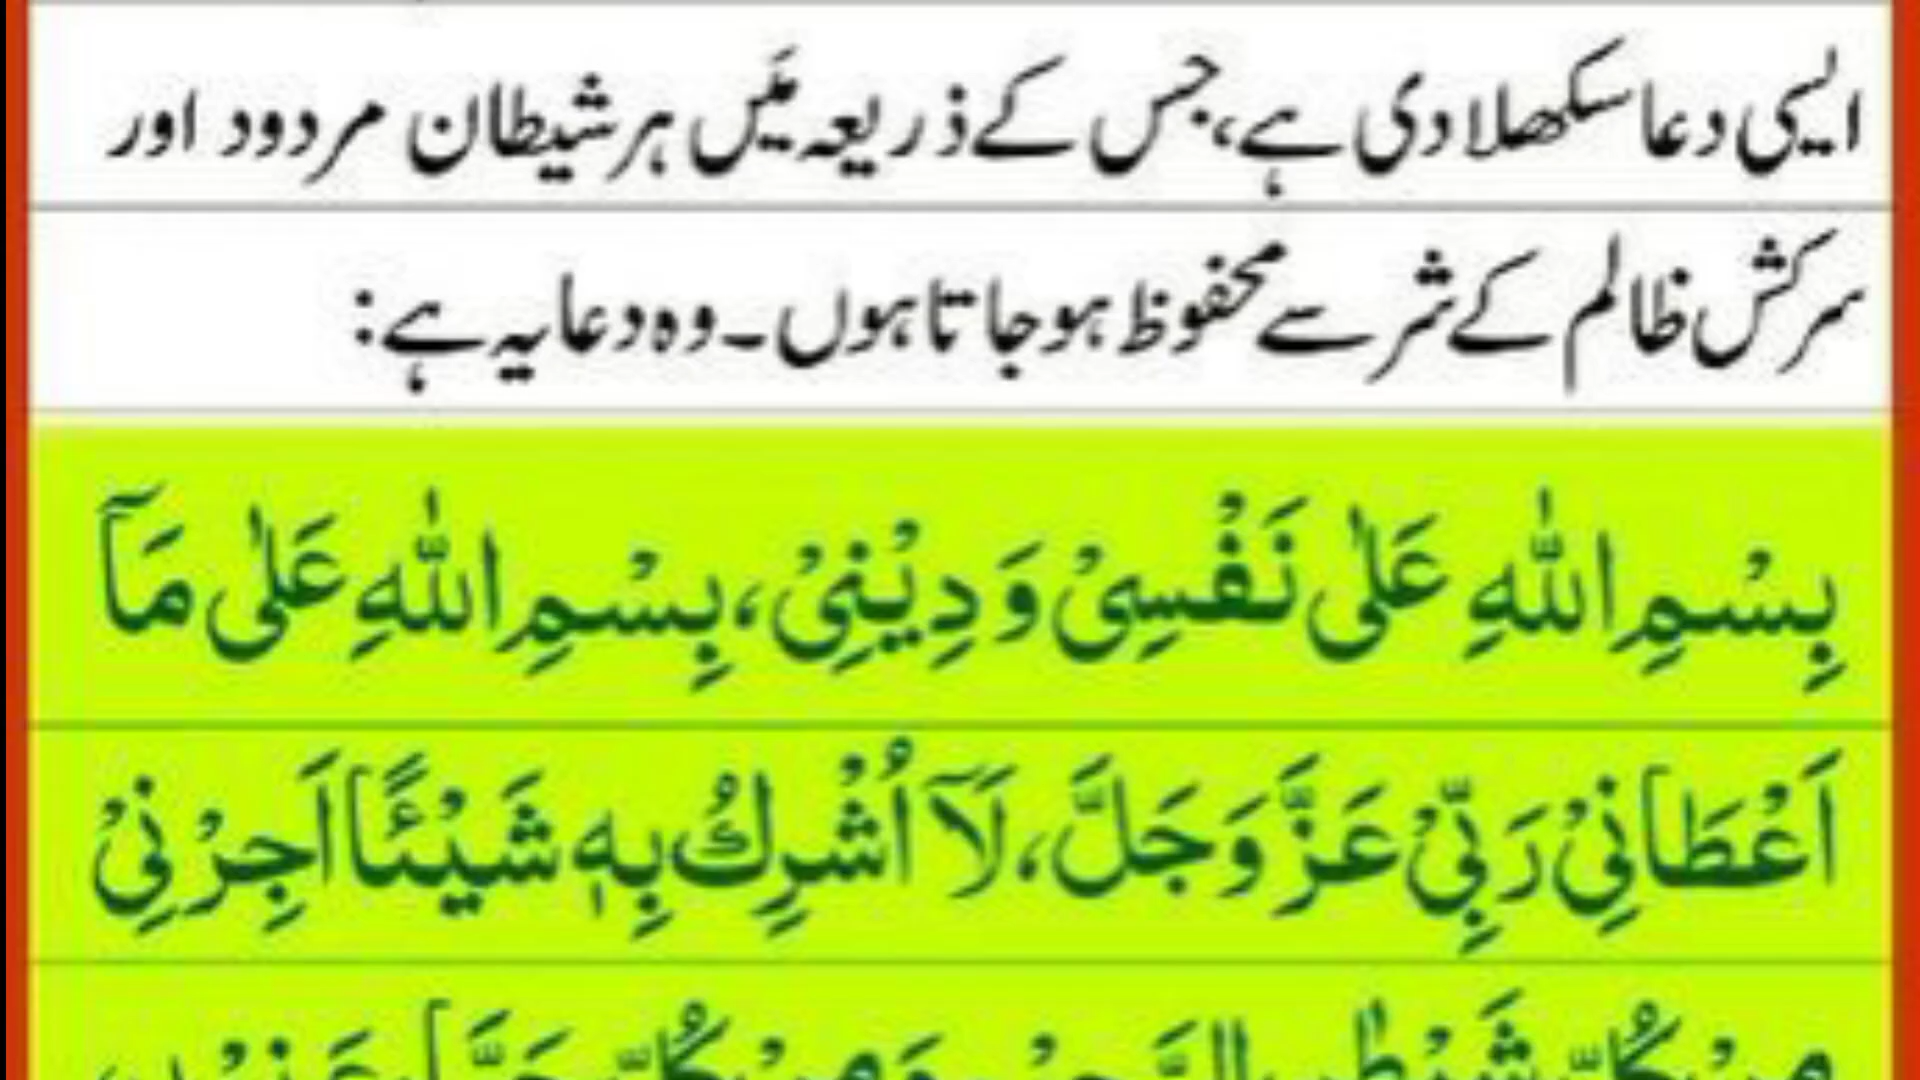 ایسی دعا سکھلا دی ہے، جس کے ذریعہ مَیں ہر شیطان مردود اور
سرکش ظالم کے شر سے محفوظ ہو جاتا ہوں۔ وہ دعا یہ ہے:
بِسْمِ اللّٰهِ عَلٰی نَفْسِیْ وَ دِیْنِیْ، بِسْمِ اللّٰهِ عَلٰی مَآ
اَعْطَانِیْ رَبِّیْ عَزَّ وَجَلَّ، لَآ اُشْرِكُ بِهٖ شَیْئًا اَجِرْنِیْ